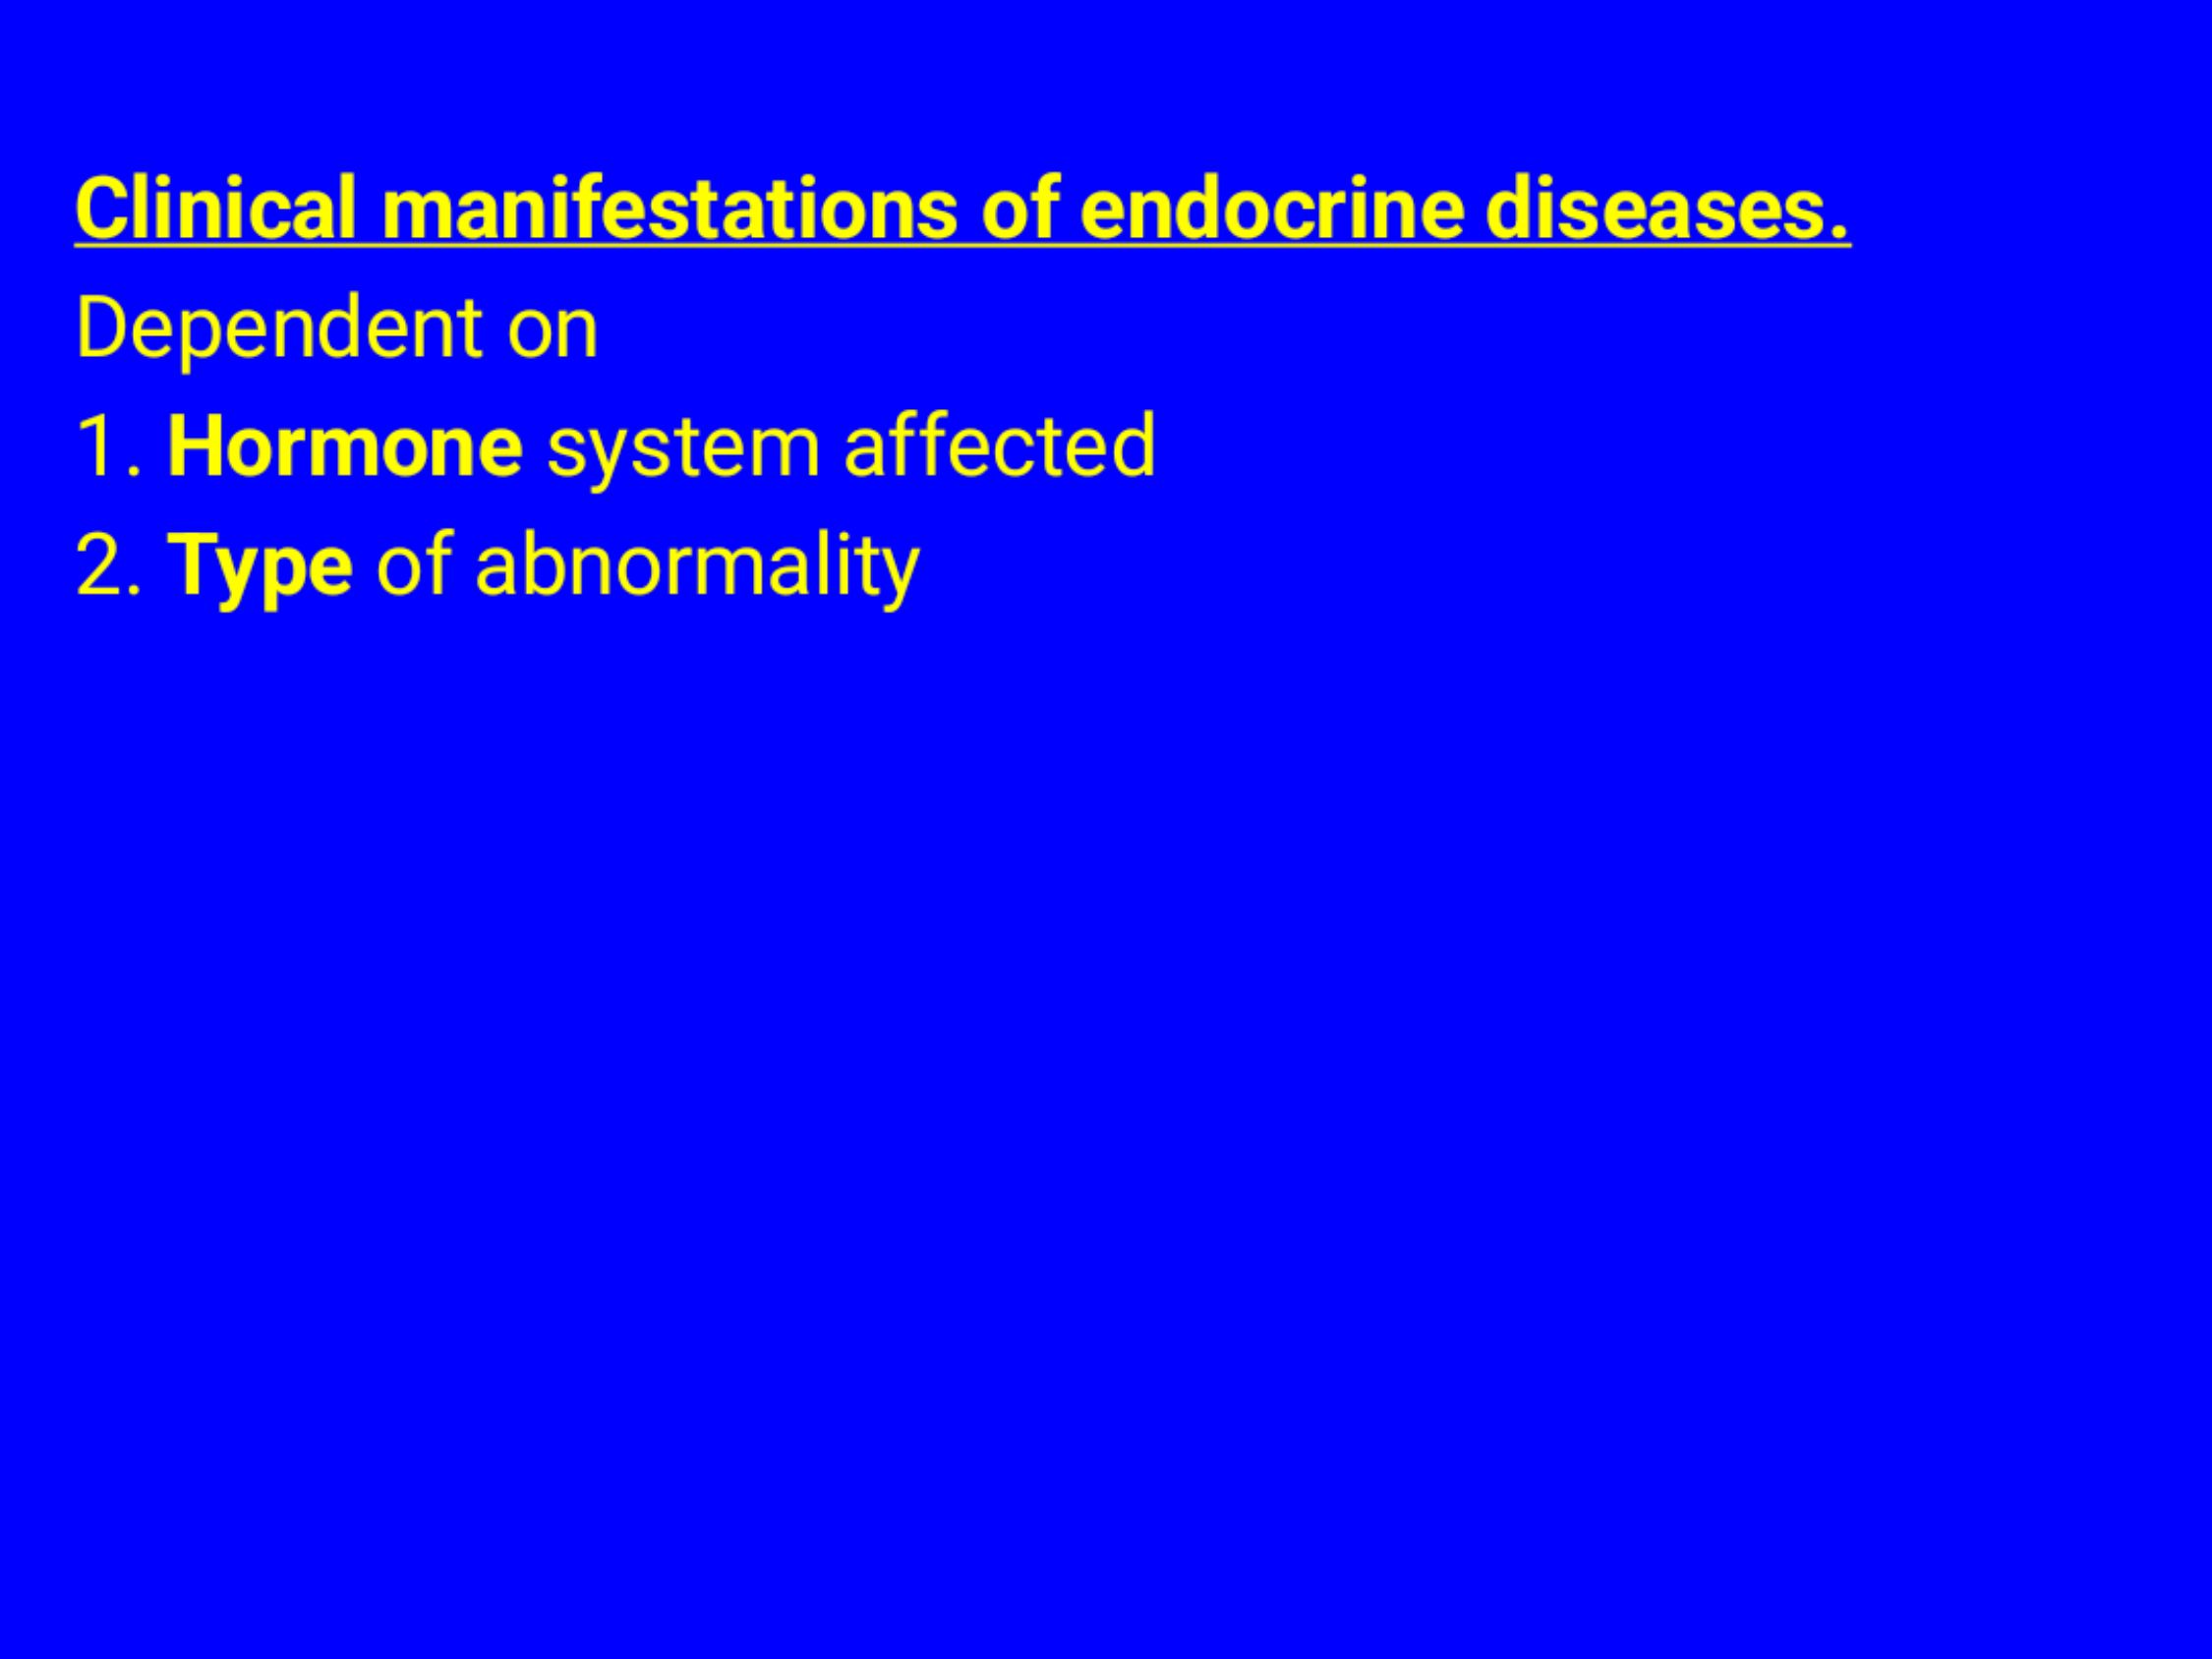 Clinical manifestations of endocrine diseases.
Dependent on
1. Hormone system affected
2. Type of abnormality